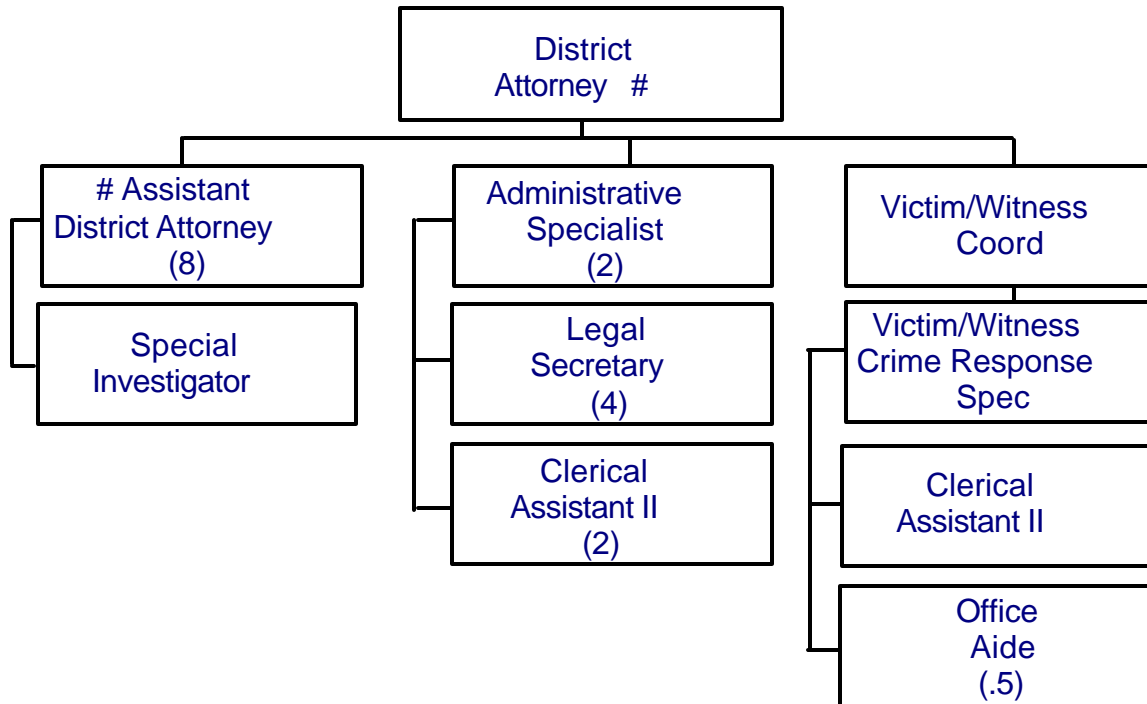 District
Attorney #
# Assistant
District Attorney
(8)
Special
Investigator
Administrative
Specialist
(2)
Legal
Secretary
(4)
Clerical
Assistant II
(2)
Victim/Witness
Coord
Victim/Witness
Crime Response
Spec
Clerical
Assistant II
Office
Aide
(.5)